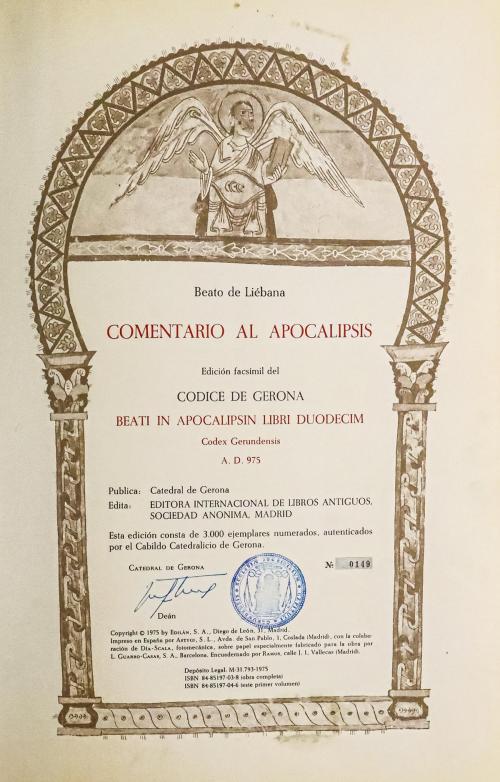 Beato de Liébana
COMENTARIO AL APOCALIPSIS
Edición facsímil del
CODICE DE GERONA
BEATI IN APOCALIPSIN LIBRI DUODECIM
Codex Gerundensis
A. D. 975
Publica: Catedral de Gerona
Edita: EDITORA INTERNACIONAL DE LIBROS ANTIGUOS,
SOCIEDAD ANONIMA, MADRID
Esta edición consta de 3.000 ejemplares numerados, autenticados
por el Cabildo Catedralicio de Gerona.
CATEDRAL DE GERONA
Nº 0149
Deán
Copyright © 1975 by EDILÁN, S. A., Diego de León, 31, Madrid.
Impreso en España por , S. L., Avda. de San Pablo, 1, Coslada (Madrid), con la colabo-
ración de DÍA-SCALA, fotomecánica, sobre papel especialmente fabricado para la obra por
L. GUARRO-CASAS, S. A., Barcelona. Encuadernado por RAMOS, calle J. I., Vallecas (Madrid).
Depósito Legal. M-31.793-1975
ISBN 84-85197-03-8 (obra completa)
ISBN 84-85197-04-6 (este primer volumen)